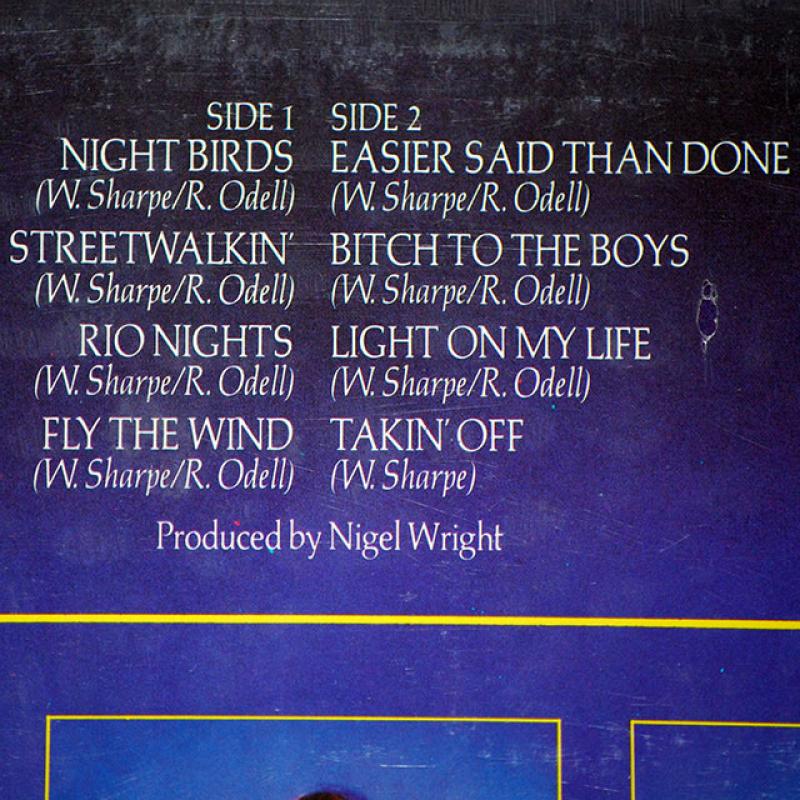 SIDE 1
NIGHT BIRDS
(W. Sharpe/R. Odell)
STREETWALKIN'
(W. Sharpe/R. Odell)
RIO NIGHTS
(W. Sharpe/R. Odell)
FLY THE WIND
(W. Sharpe/R. Odell)
SIDE 2
EASIER SAID THAN DONE
(W. Sharpe/R. Odell)
BITCH TO THE BOYS
(W. Sharpe/R. Odell)
LIGHT ON MY LIFE
(W. Sharpe/R. Odell)
TAKIN' OFF
(W. Sharpe)
Produced by Nigel Wright